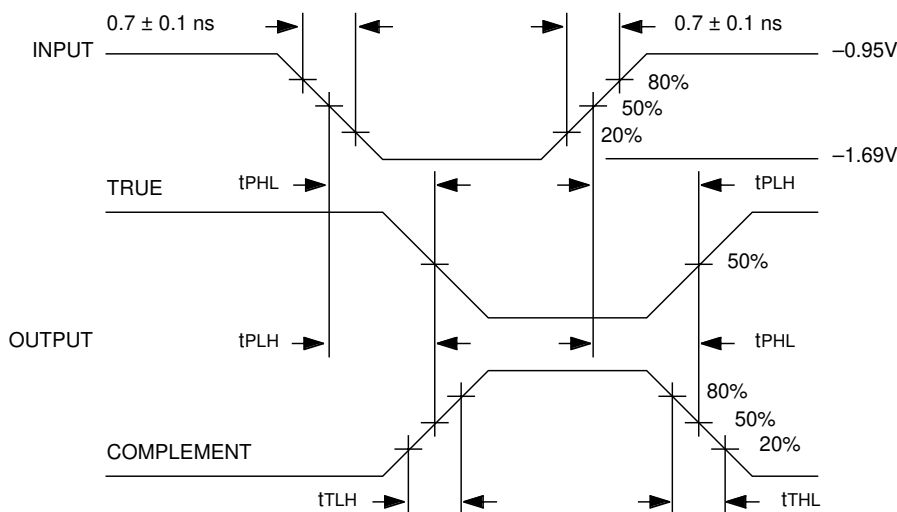 0.7 ± 0.1 ns 0.7 ± 0.1 ns
INPUT –0.95V
80%
50%
20%
–1.69V
tPHL tPLH
TRUE
50%
OUTPUT tPLH tPHL
80%
50%
COMPLEMENT 20%
tTLH tTHL